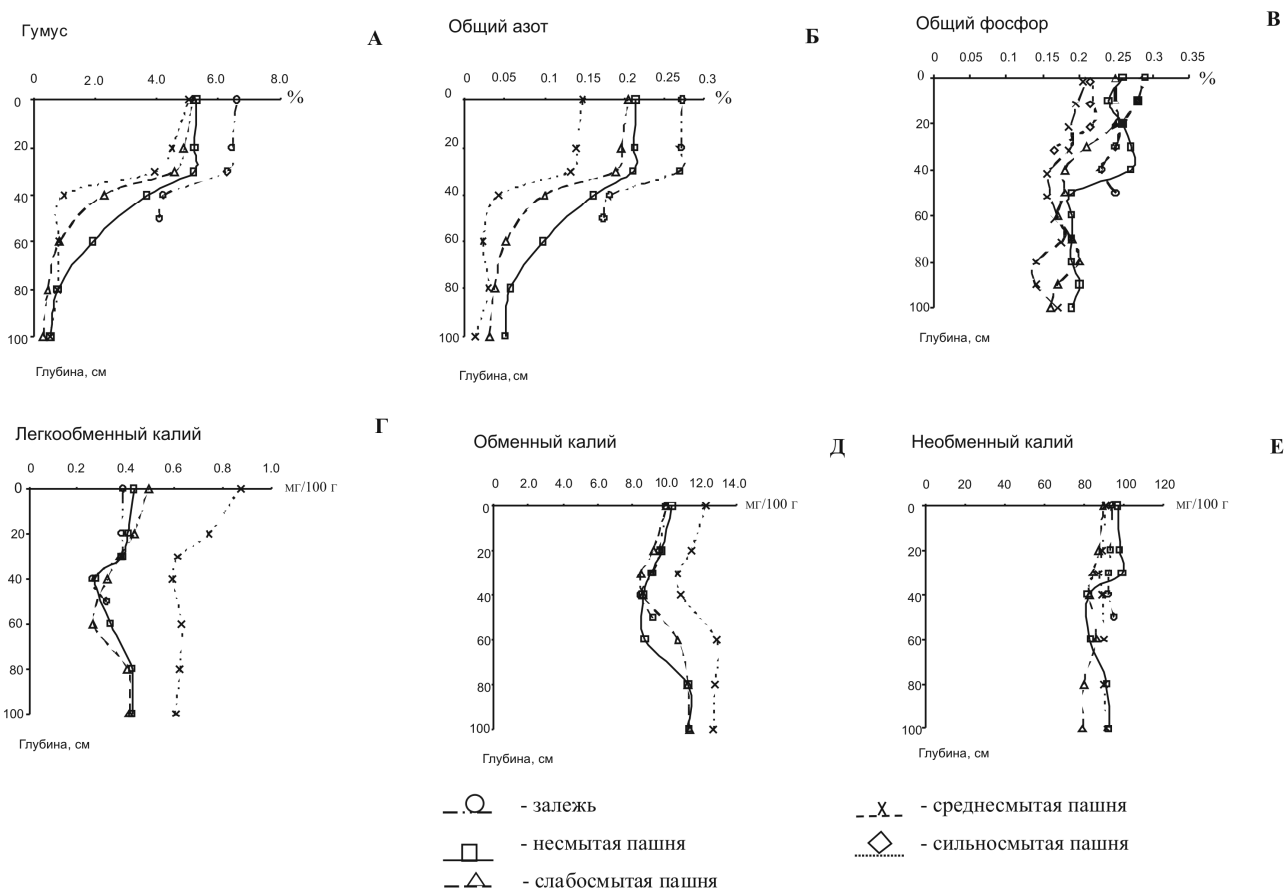 Гумус
А
0 2.0 4.0 6.0 8.0
%
0
20
40
60
80
100
Глубина, см
Общий азот
Б
0 0.05 0.1 0.15 0.2 0.25 0.3
%
0
20
40
60
80
100
Глубина, см
Общий фосфор
В
0 0.1 0.15 0.2 0.25 0.3 0.35
%
0
20
40
60
80
100
Глубина, см
Легкообменный калий
Г
0 0.2 0.4 0.6 0.8 1.0
мг/100 г
0
20
40
60
80
100
Глубина, см
Обменный калий
Д
0 2.0 4.0 6.0 8.0 10.0 12.0 14.0
мг/100 г
0
20
40
60
80
100
Глубина, см
Необменный калий
Е
0 20 40 60 80 100 120
мг/100 г
0
20
40
60
80
100
Глубина, см
- залежь
- несмытая пашня
- слабосмытая пашня
- среднесмытая пашня
- сильносмытая пашня